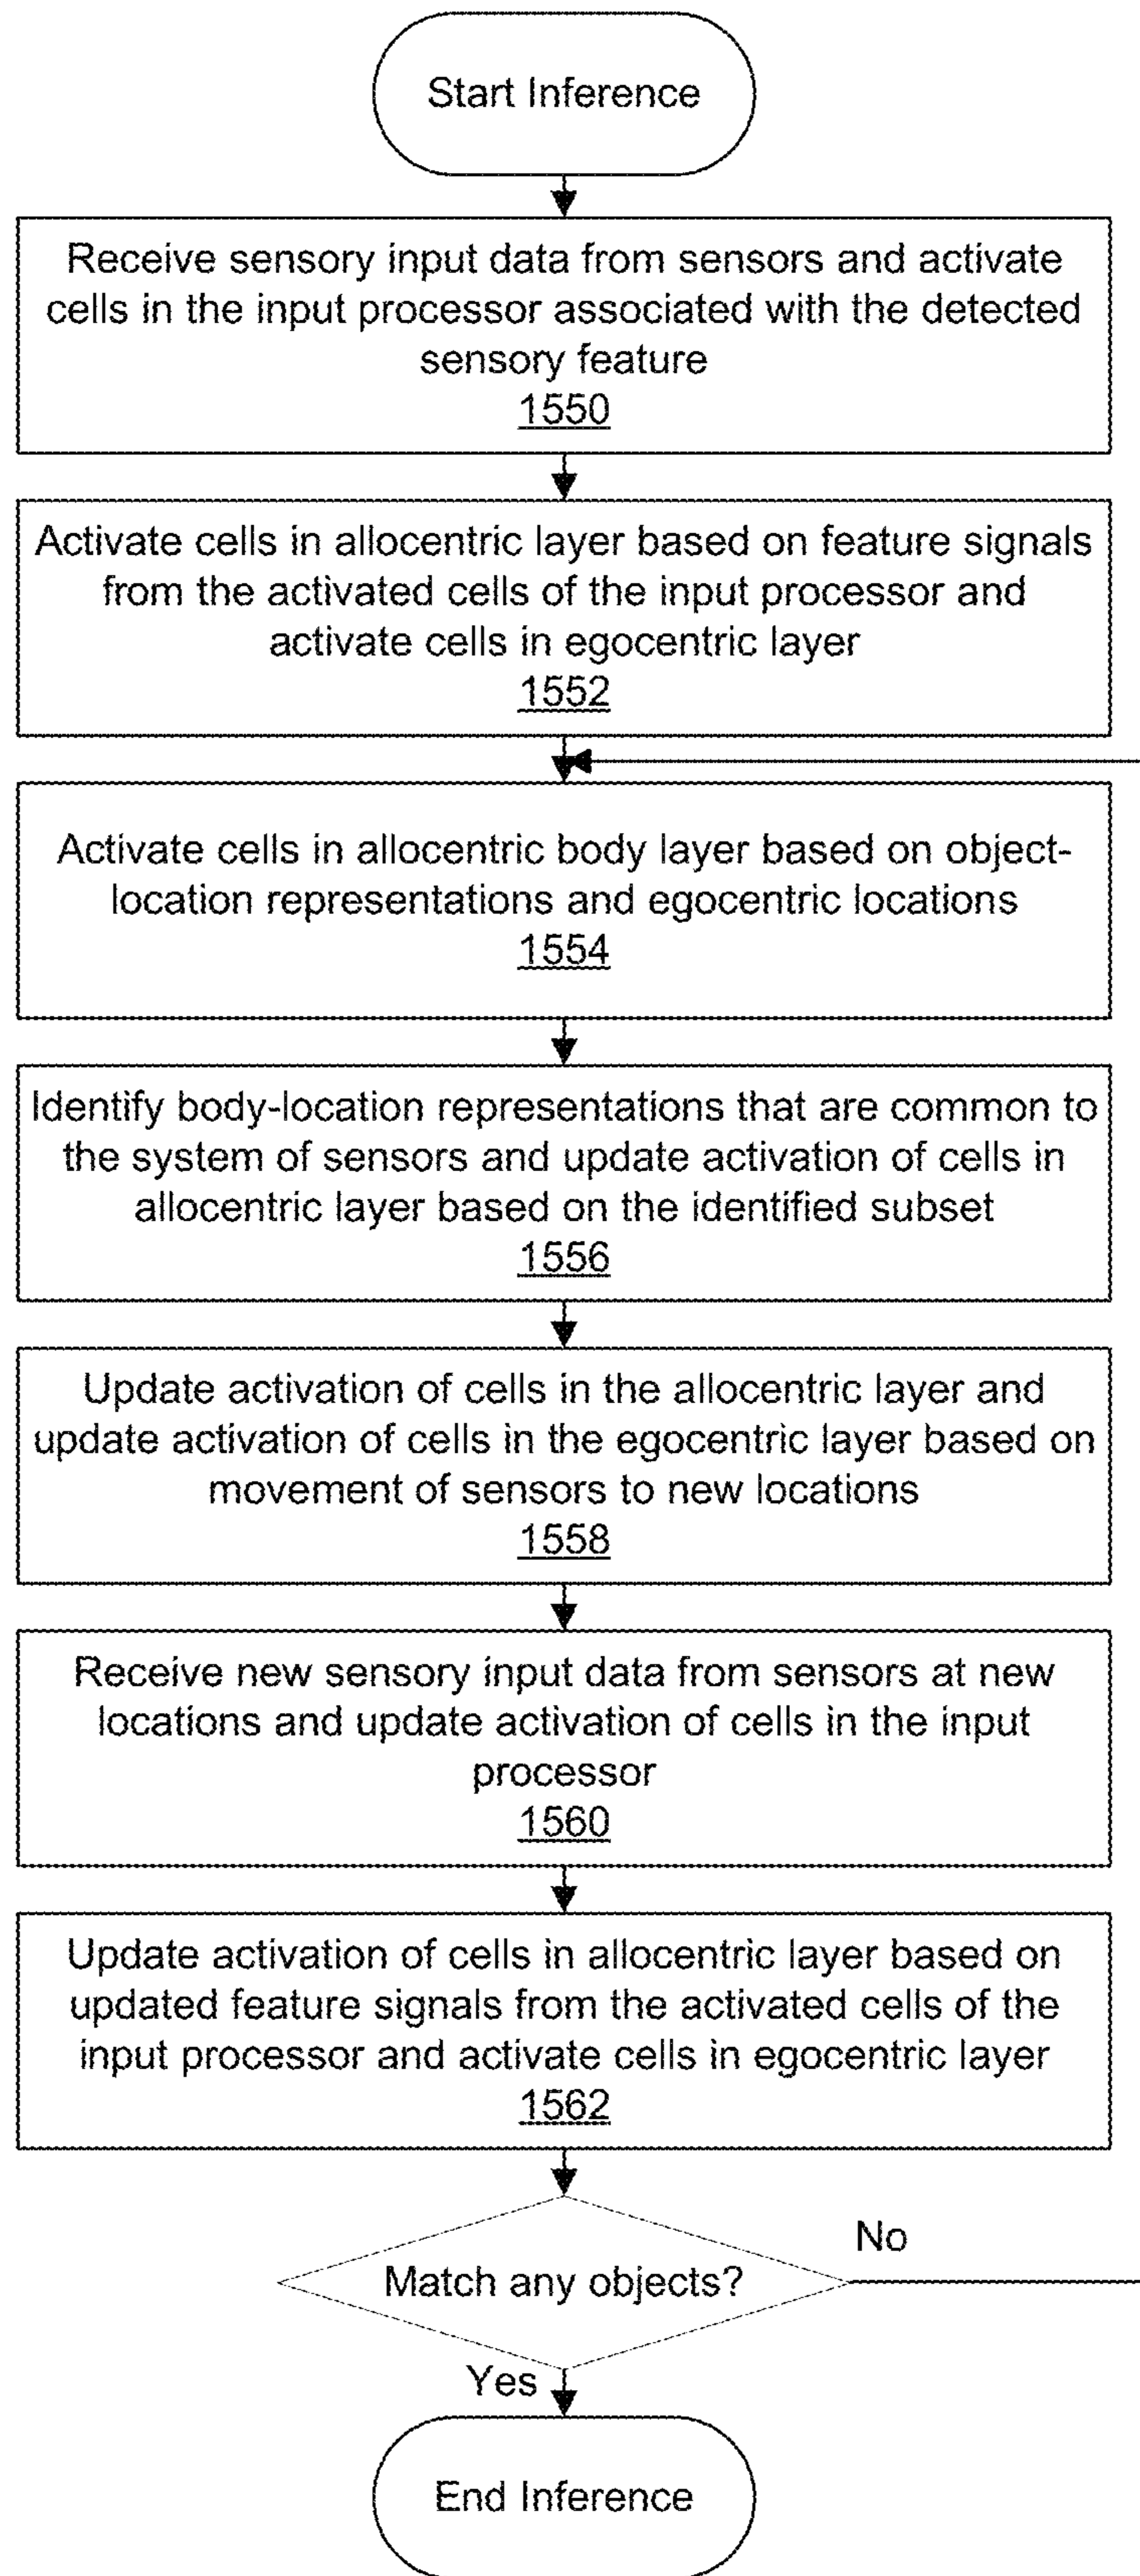 Start Inference
Receive sensory input data from sensors and activate
cells in the input processor associated with the detected
sensory feature
1550
Activate cells in allocentric layer based on feature signals
from the activated cells of the input processor and
activate cells in egocentric layer
1552
Activate cells in allocentric body layer based on object-
location representations and egocentric locations
1554
Identify body-location representations that are common to
the system of sensors and update activation of cells in
allocentric layer based on the identified subset
1556
Update activation of cells in the allocentric layer and
update activation of cells in the egocentric layer based on
movement of sensors to new locations
1558
Receive new sensory input data from sensors at new
locations and update activation of cells in the input
processor
1560
Update activation of cells in allocentric layer based on
updated feature signals from the activated cells of the
input processor and activate cells in egocentric layer
1562
No
Match any objects?
Yes
End Inference